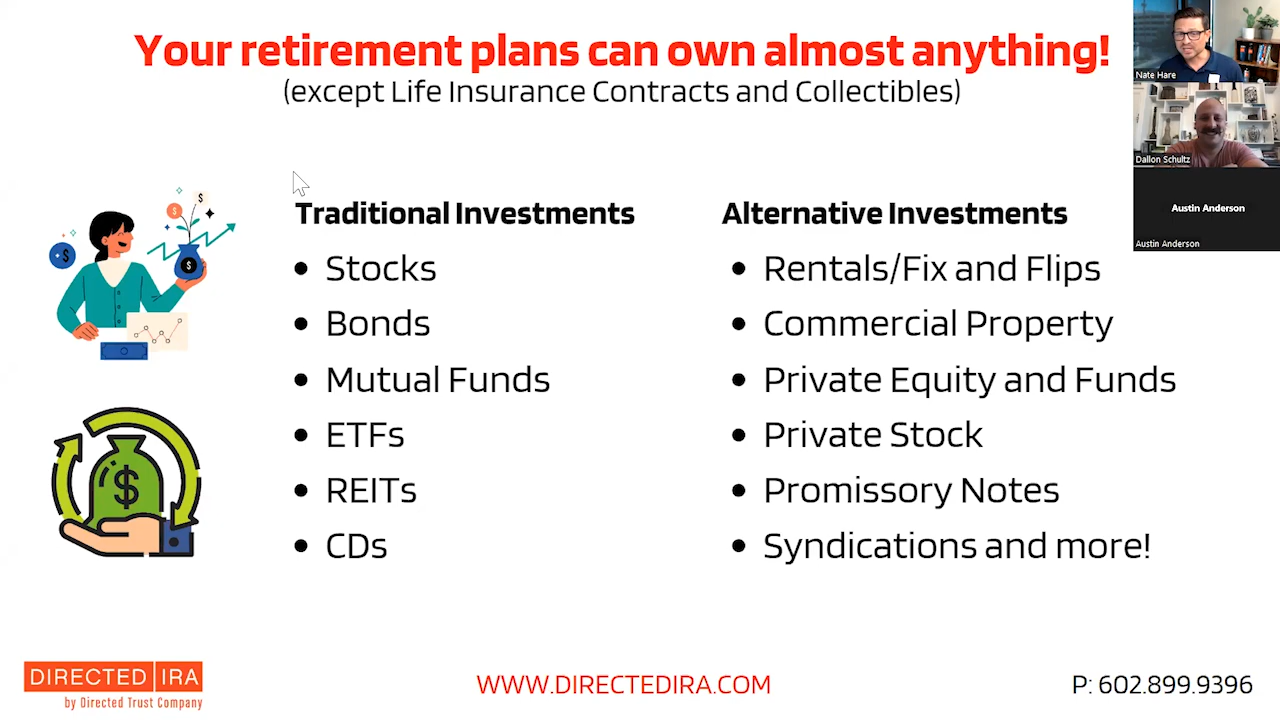 Your retirement plans can own almost anything!
(except Life Insurance Contracts and Collectibles)
Nate Hare
Dallon Schultz
Austin Anderson
Austin Anderson
Traditional Investments
• Stocks
• Bonds
• Mutual Funds
• ETFs
• REITs
• CDs
Alternative Investments
• Rentals/Fix and Flips
• Commercial Property
• Private Equity and Funds
• Private Stock
• Promissory Notes
• Syndications and more!
$
$
$
$
$
DIRECTED IRA
by Directed Trust Company
WWW.DIRECTEDIRA.COM
P: 602.899.9396